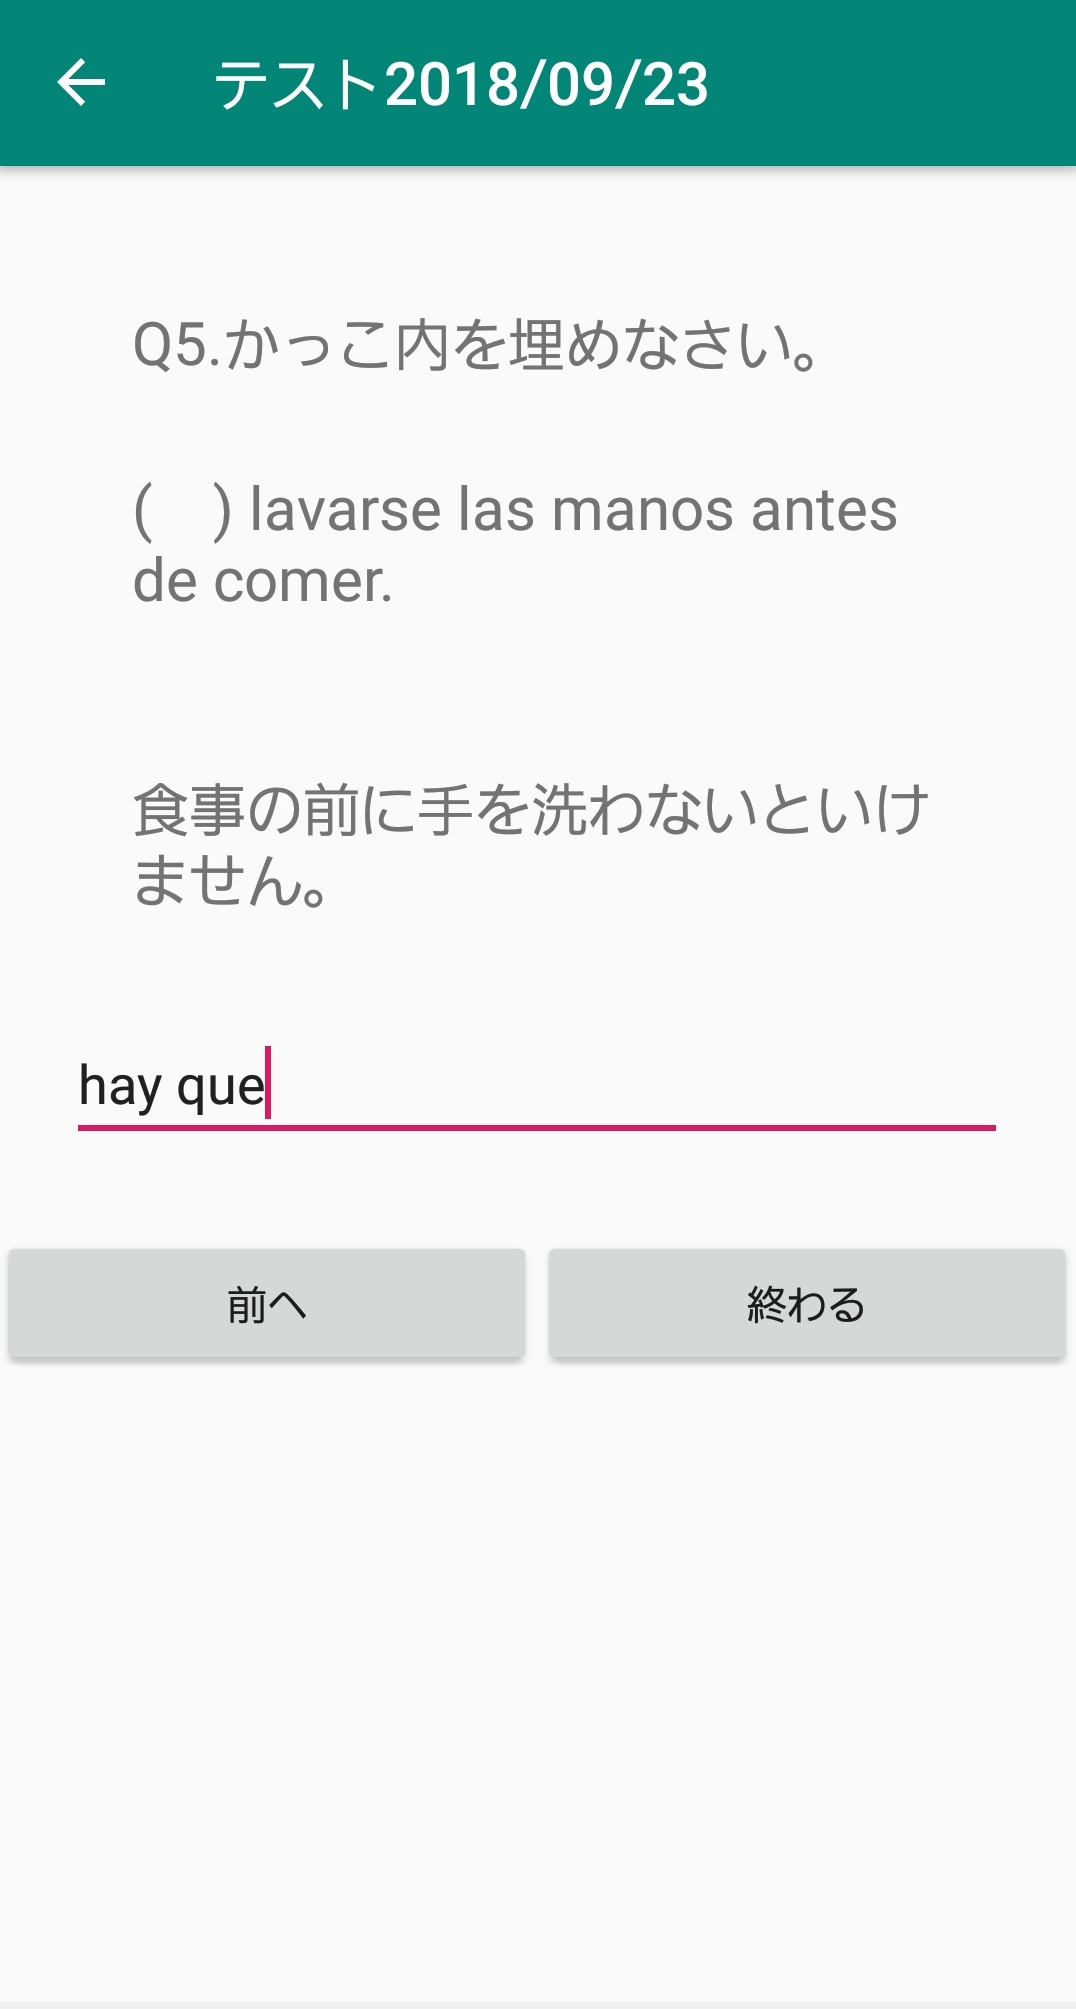 テスト2018/09/23
Q5.かっこ内を埋めなさい。
(　) lavarse las manos antes
de comer.
食事の前に手を洗わないといけ
ません。
hay que
前へ
終わる